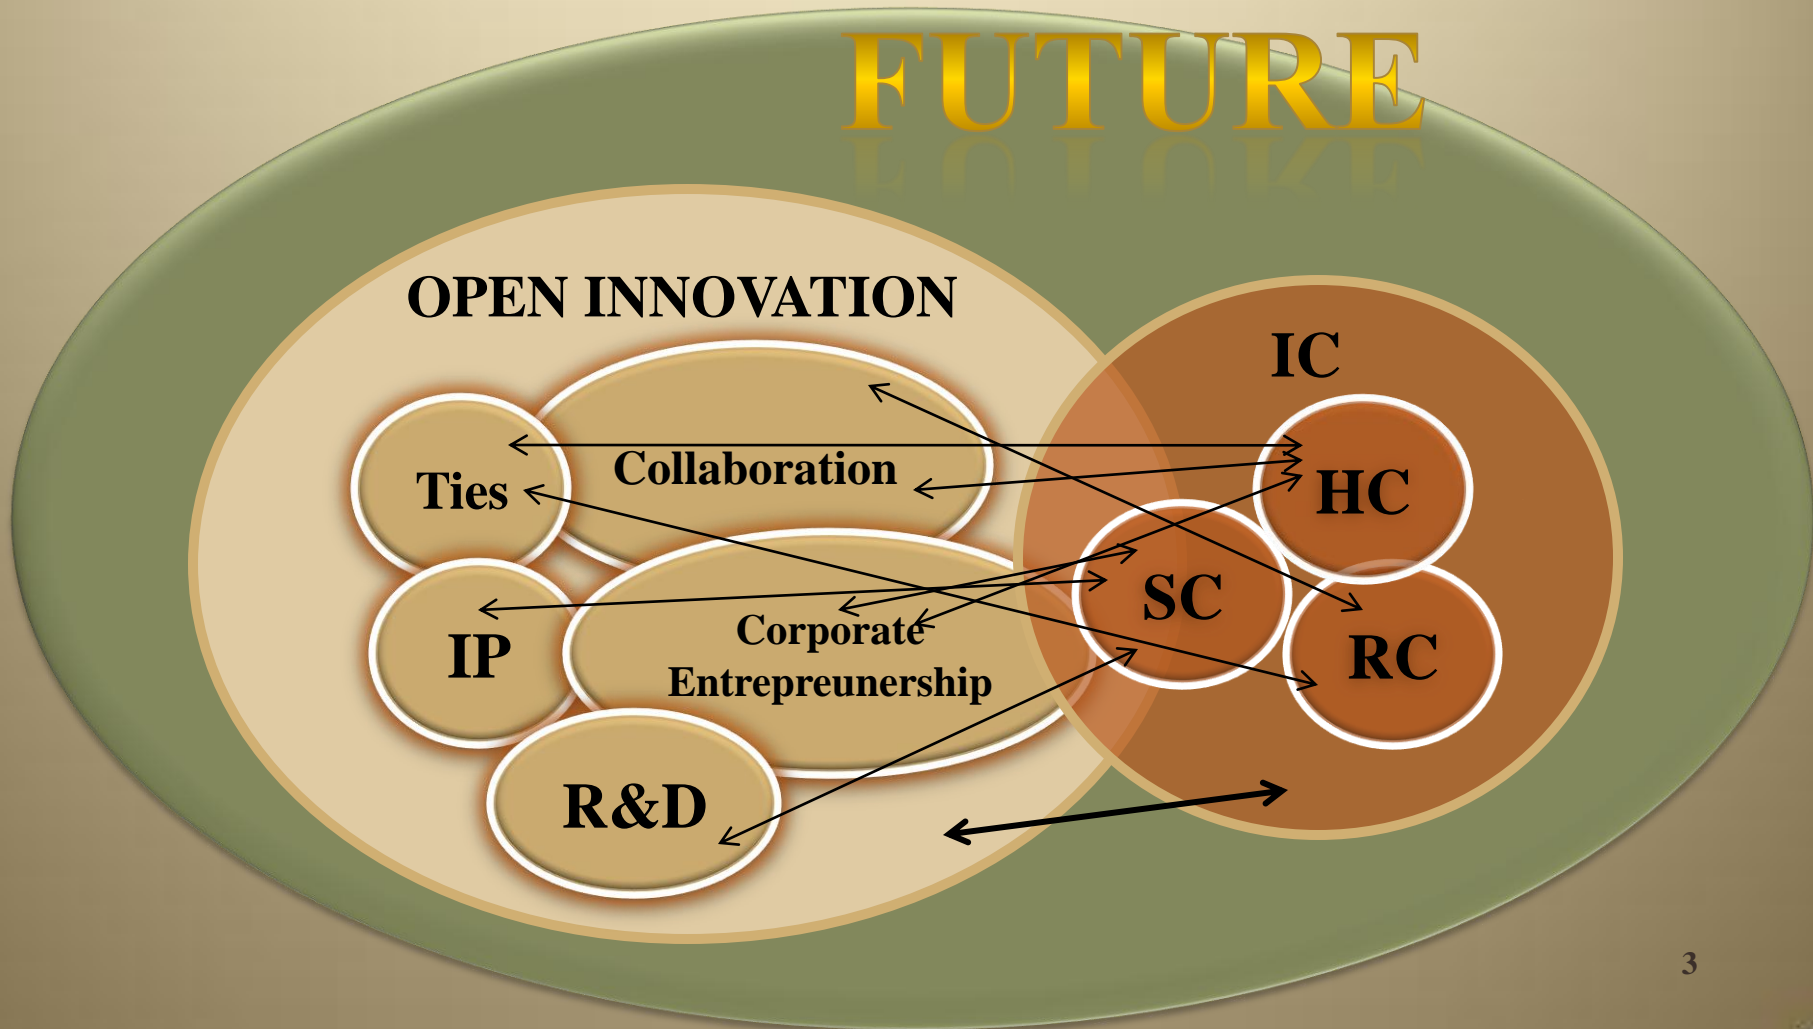 FUTURE
OPEN INNOVATION
IC
Collaboration
Ties
HC
SC
Corporate
Entrepreunership
IP
RC
R&D
3